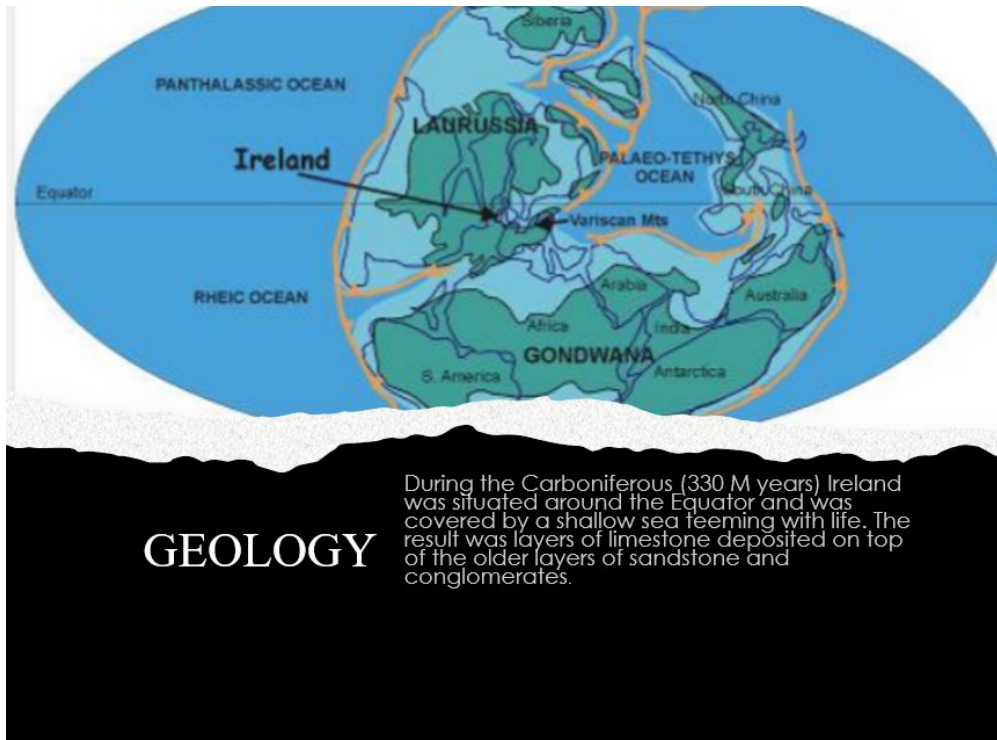 Siberia
PANTHALASSIC OCEAN
North China
LAURUSSIA
Ireland
PALAEO-TETHYS
OCEAN
Equator
South China
Variscan Mts
RHEIC OCEAN
Arabia
Australia
Africa
India
GONDWANA
S. America
Antarctica
GEOLOGY
During the Carboniferous (330 M years) Ireland
was situated around the Equator and was
covered by a shallow sea teeming with life. The
result was layers of limestone deposited on top
of the older layers of sandstone and
conglomerates.